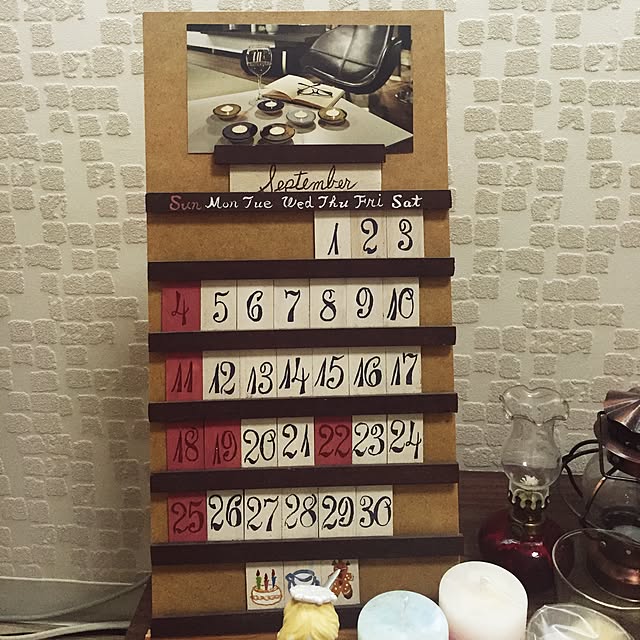 September
Sun Mon Tue Wed Thu Fri Sat
1 2 3
4 5 6 7 8 9 10
11 12 13 14 15 16 17
18 19 20 21 22 23 24
25 26 27 28 29 30